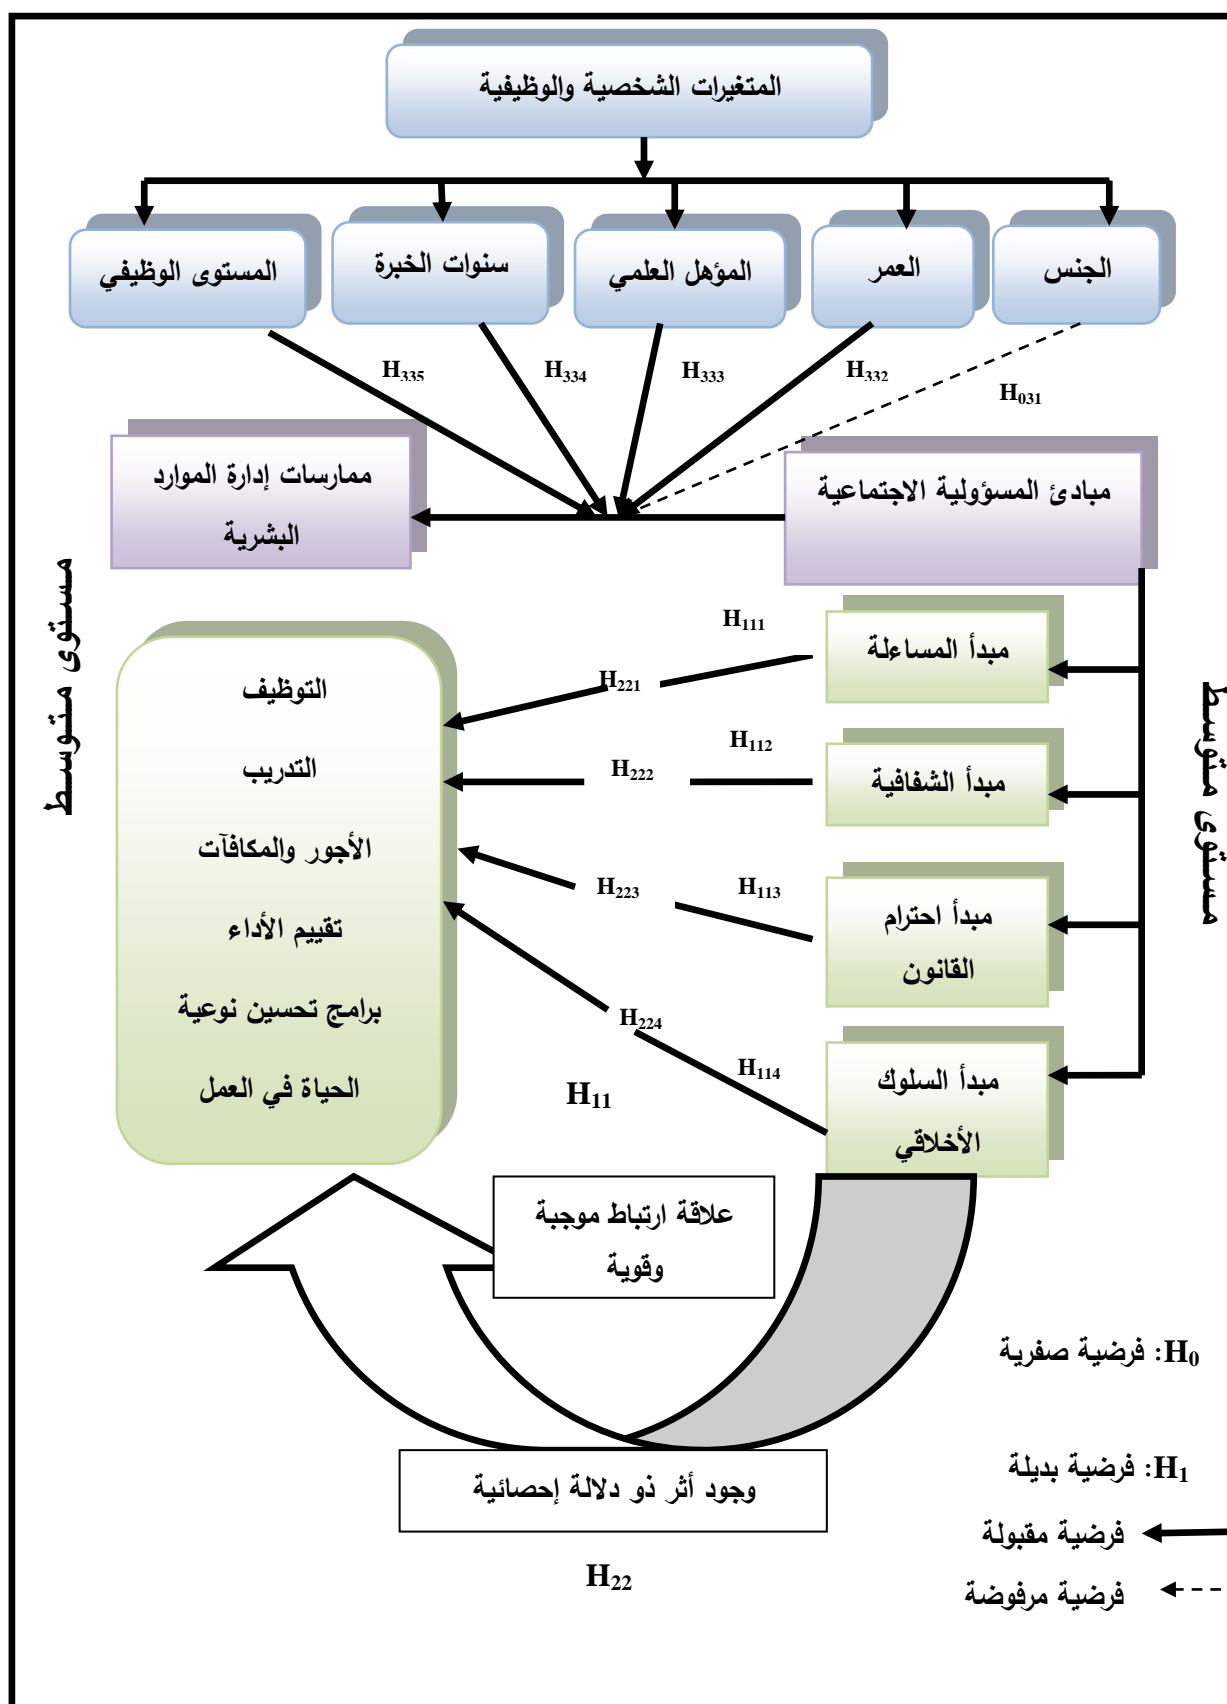 المتغيرات الشخصية والوظيفية
الجنس
العمر
المؤهل العلمي
سنوات الخبرة
المستوى الوظيفي
H335
H334
H333
H332
H031
مبادئ المسؤولية الاجتماعية
ممارسات إدارة الموارد
البشرية
مستوى متوسط
مستوى متوسط
مبدأ المساءلة
H111
H221
مبدأ الشفافية
H112
H222
مبدأ احترام
القانون
H113
H223
مبدأ السلوك
الأخلاقي
H114
H224
التوظيف
التدريب
الأجور والمكافآت
تقييم الأداء
برامج تحسين نوعية
الحياة في العمل
H11
علاقة ارتباط موجبة
وقوية
وجود أثر ذو دلالة إحصائية
H22
H0: فرضية صفرية
H1: فرضية بديلة
فرضية مقبولة
فرضية مرفوضة